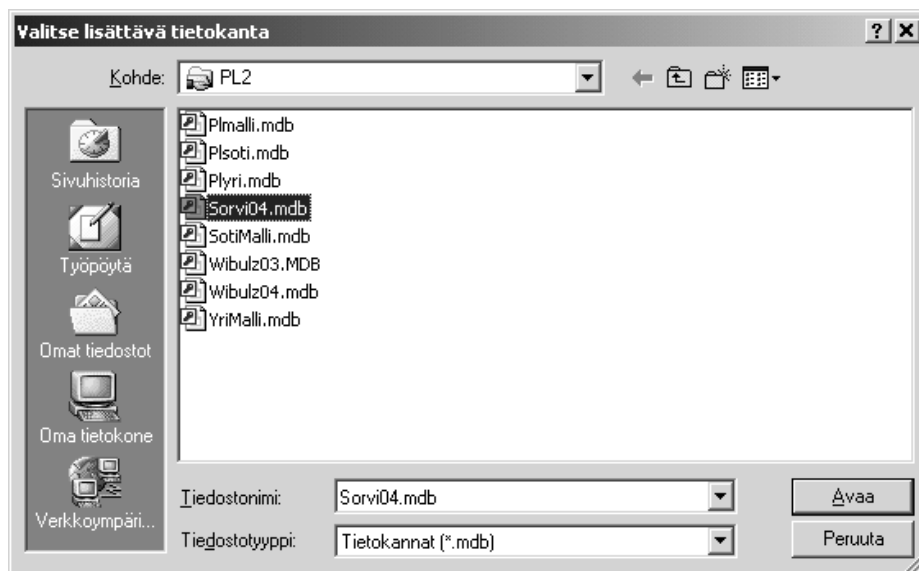 Valitse lisättävä tietokanta
Kohde: PL2
Sivuhistoria
Työpöytä
Omat tiedostot
Oma tietokone
Verkkoympäri...
Plmalli.mdb
Plsoti.mdb
Plyri.mdb
Sorvi04.mdb
SotiMalli.mdb
Wibulz03.MDB
Wibulz04.mdb
YriMalli.mdb
Tiedostonimi: Sorvi04.mdb Avaa
Tiedostotyyppi: Tietokannat (*.mdb) Peruuta